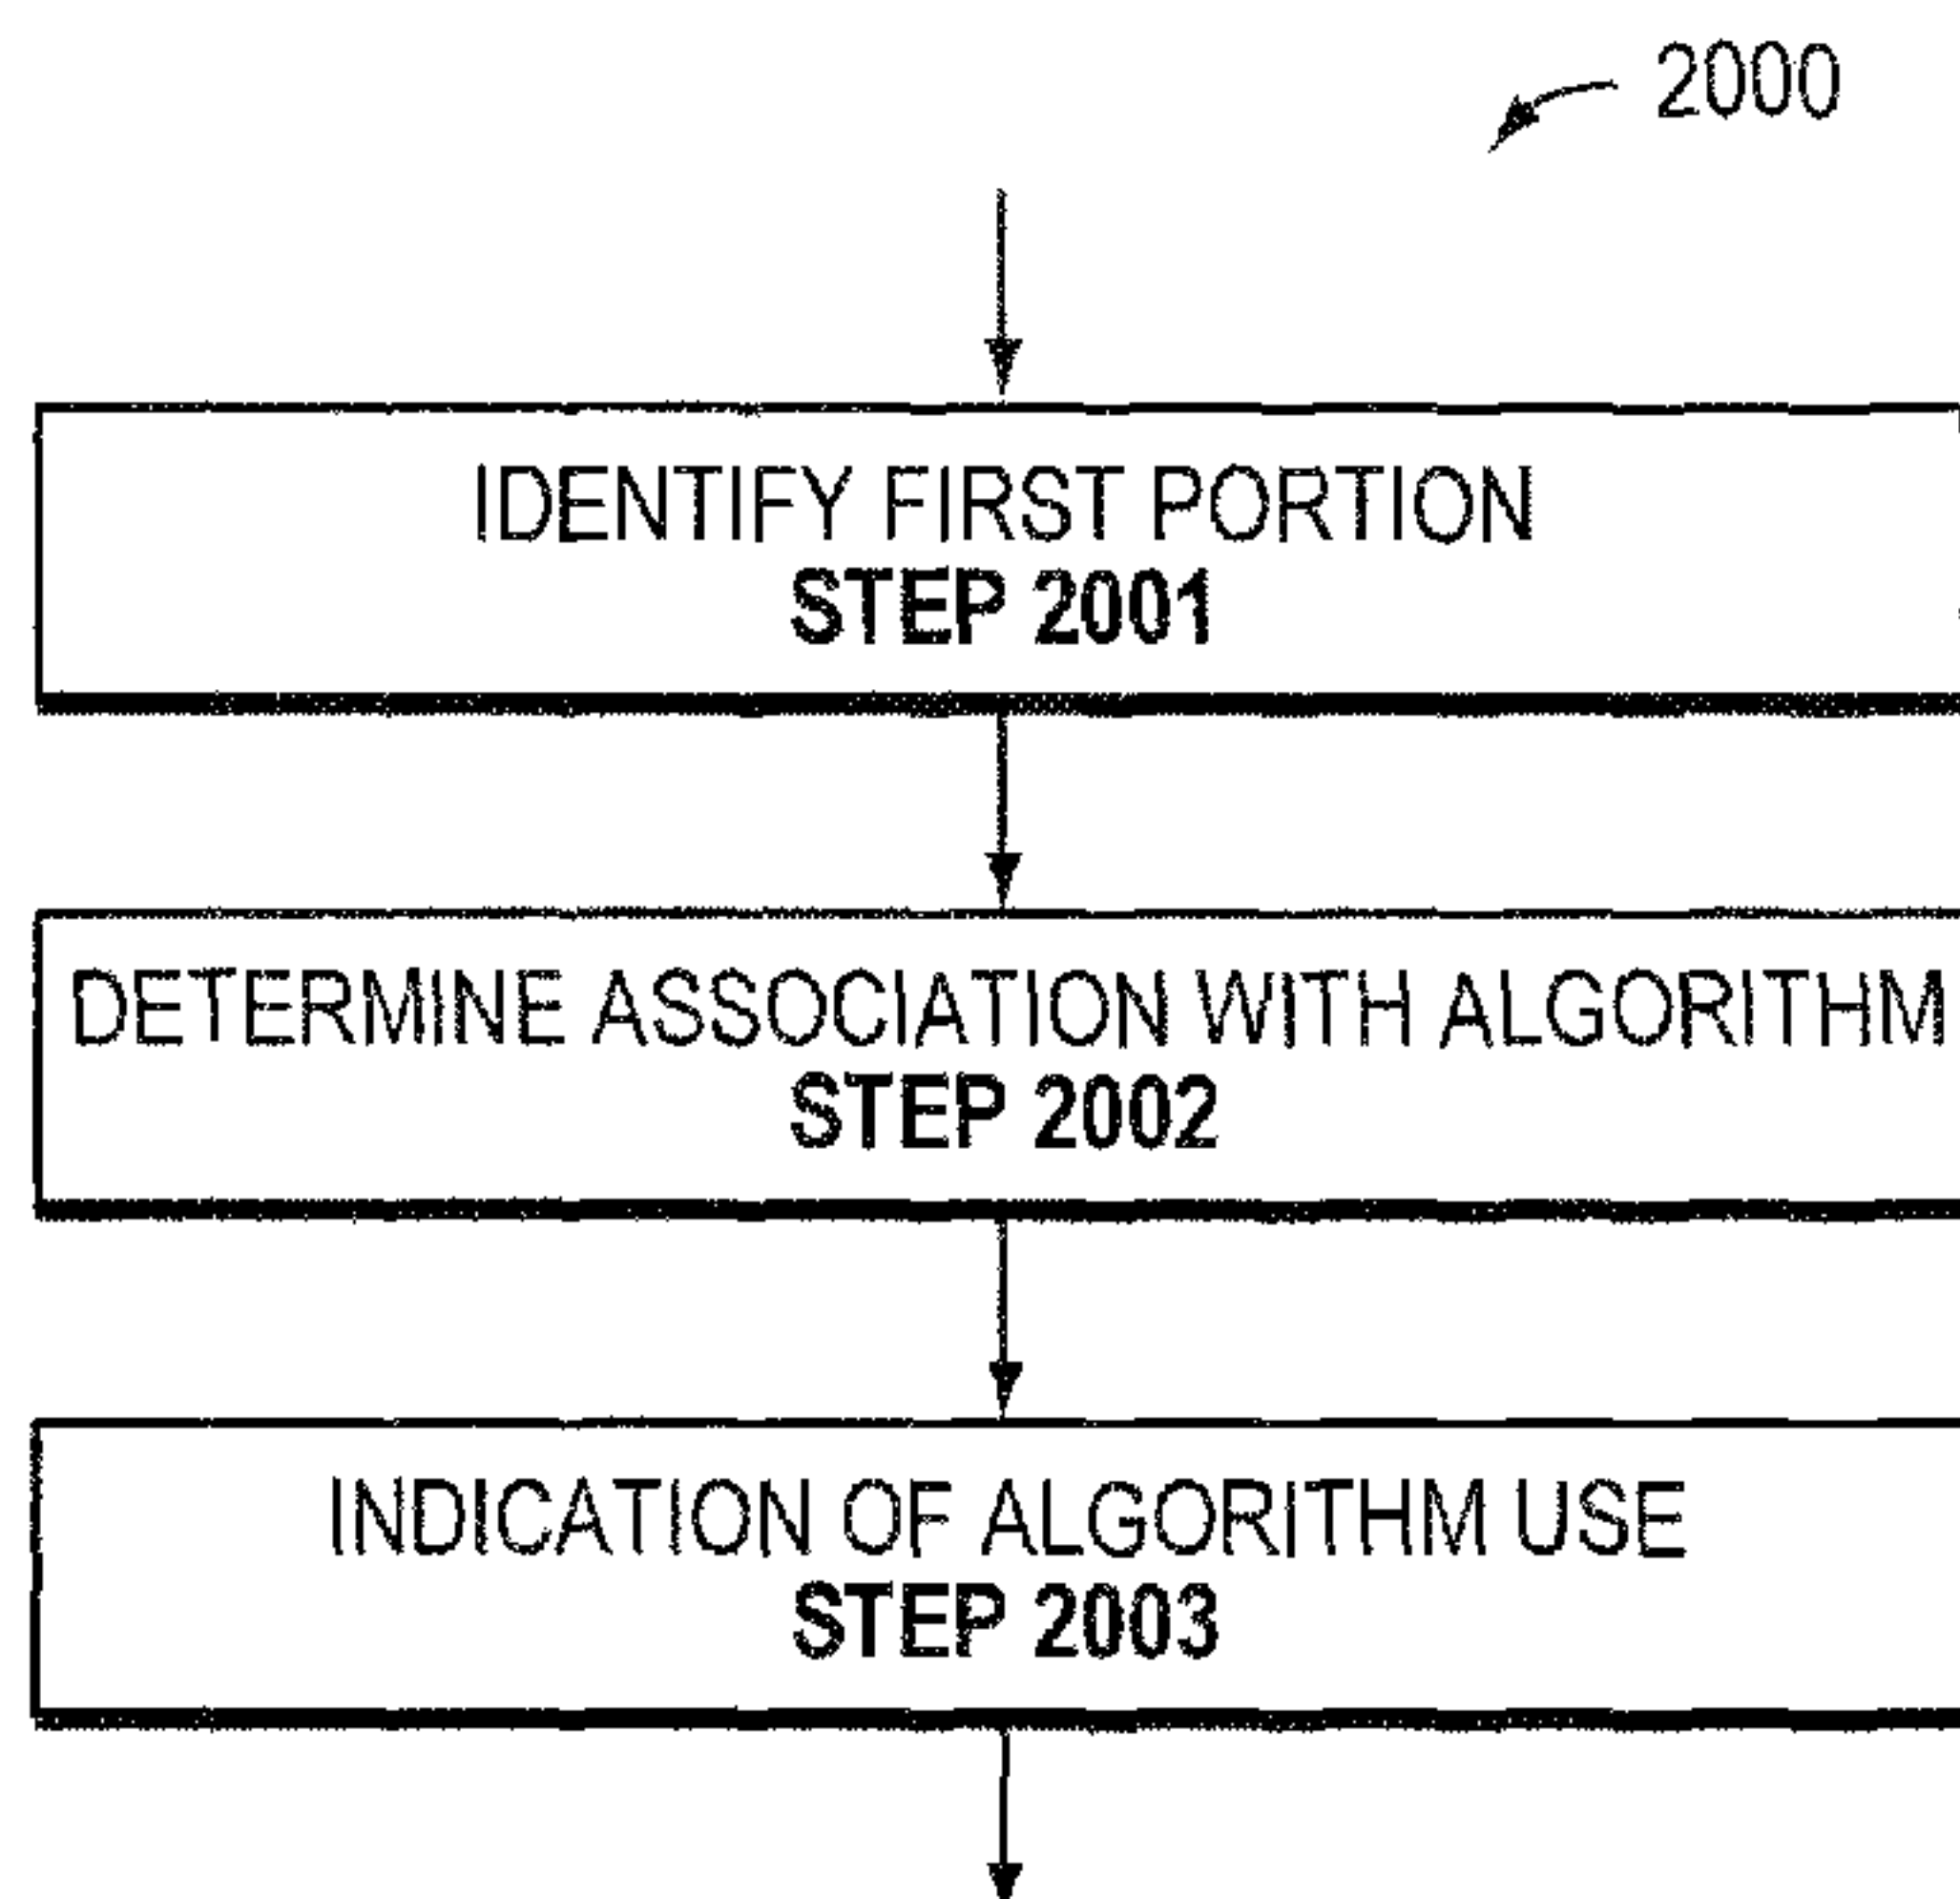 2000
IDENTIFY FIRST PORTION
STEP 2001
DETERMINE ASSOCIATION WITH ALGORITHM
STEP 2002
INDICATION OF ALGORITHM USE
STEP 2003